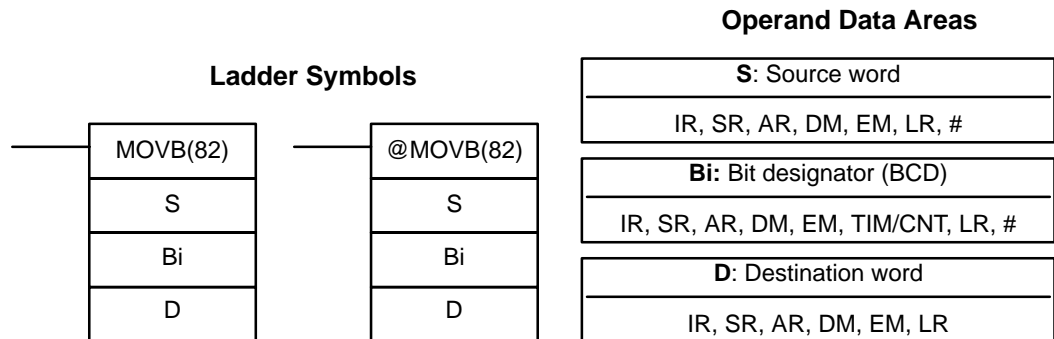 Operand Data Areas
Ladder Symbols
MOVB(82)
S
Bi
D
@MOVB(82)
S
Bi
D
S: Source word
IR, SR, AR, DM, EM, LR, #
Bi: Bit designator (BCD)
IR, SR, AR, DM, EM, TIM/CNT, LR, #
D: Destination word
IR, SR, AR, DM, EM, LR